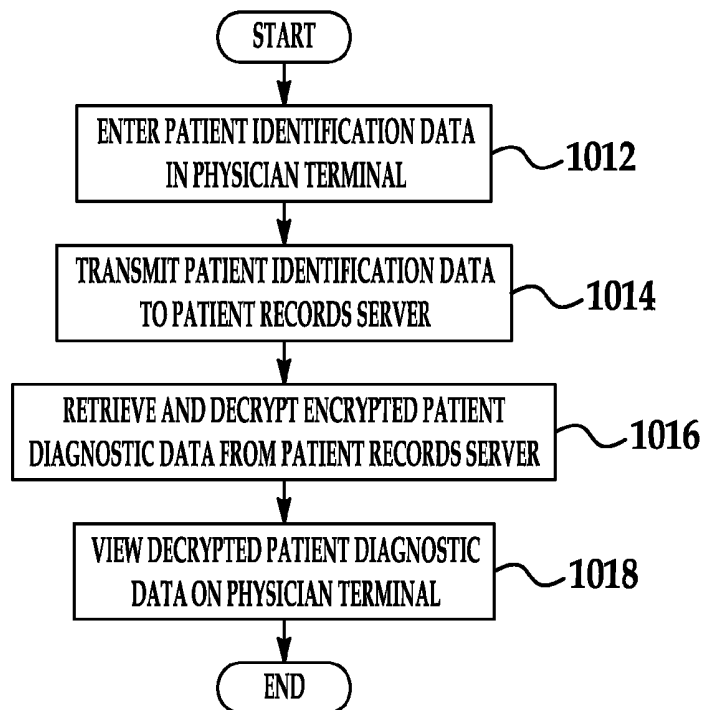 START
ENTER PATIENT IDENTIFICATION DATA
IN PHYSICIAN TERMINAL
1012
TRANSMIT PATIENT IDENTIFICATION DATA
TO PATIENT RECORDS SERVER
1014
RETRIEVE AND DECRYPT ENCRYPTED PATIENT
DIAGNOSTIC DATA FROM PATIENT RECORDS SERVER
1016
VIEW DECRYPTED PATIENT DIAGNOSTIC
DATA ON PHYSICIAN TERMINAL
1018
END